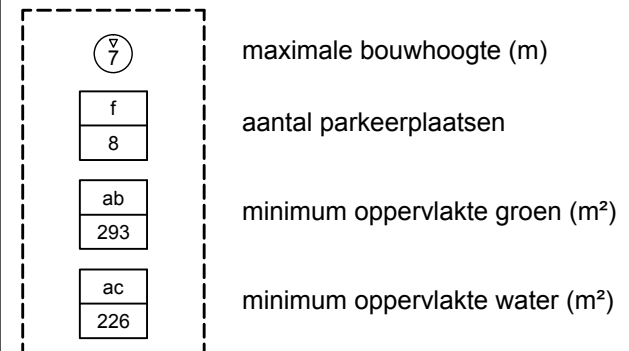 7
maximale bouwhoogte (m)
f
8
aantal parkeerplaatsen
ab
293
minimum oppervlakte groen (m²)
ac
226
minimum oppervlakte water (m²)